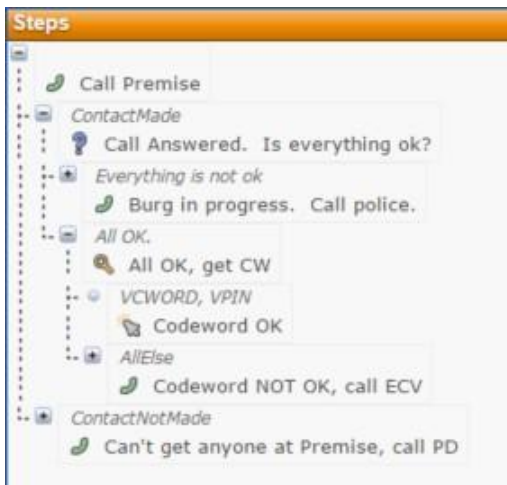 Steps
Call Premise
ContactMade
Call Answered. Is everything ok?
Everything is not ok
Burg in progress. Call police.
All OK.
All OK, get CW
VCWORD, VPIN
Codeword OK
AllElse
Codeword NOT OK, call ECV
ContactNotMade
Can't get anyone at Premise, call PD